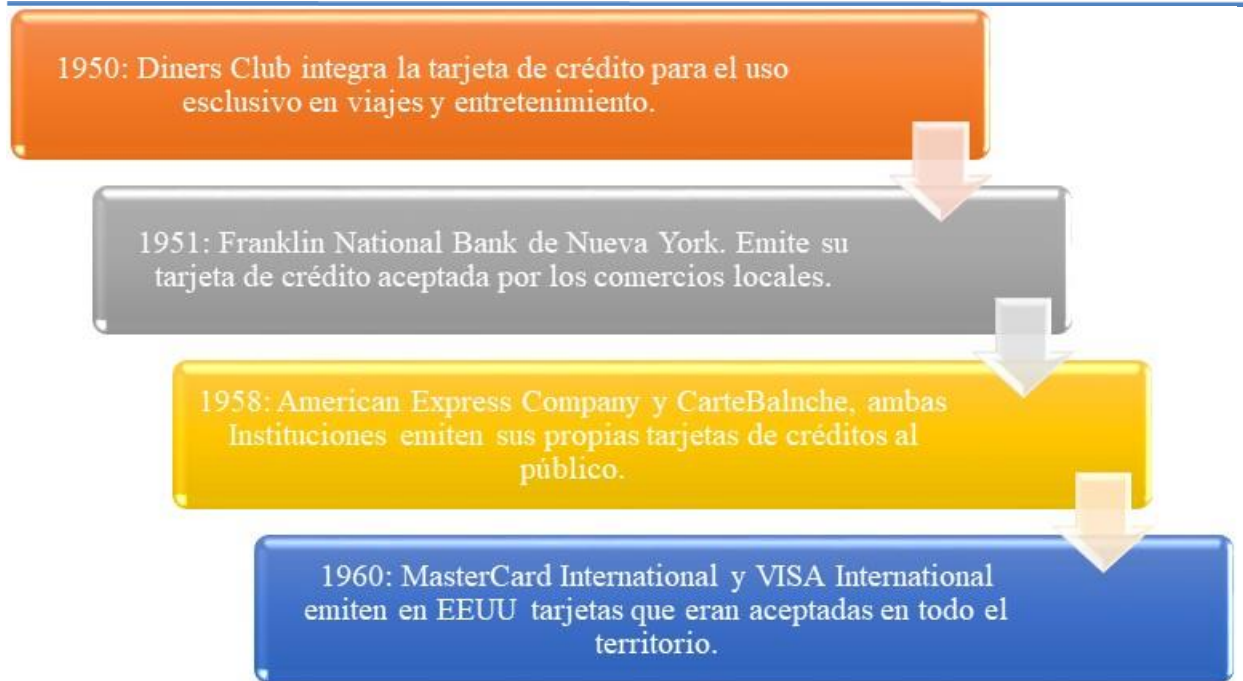 1950: Diners Club integra la tarjeta de crédito para el uso
esclusivo en viajes y entretenimiento.
1951: Franklin National Bank de Nueva York. Emite su
tarjeta de crédito aceptada por los comercios locales.
1958: American Express Company y CarteBalnche, ambas
Instituciones emiten sus propias tarjetas de créditos al
público.
1960: MasterCard International y VISA International
emiten en EEUU tarjetas que eran aceptadas en todo el
territorio.